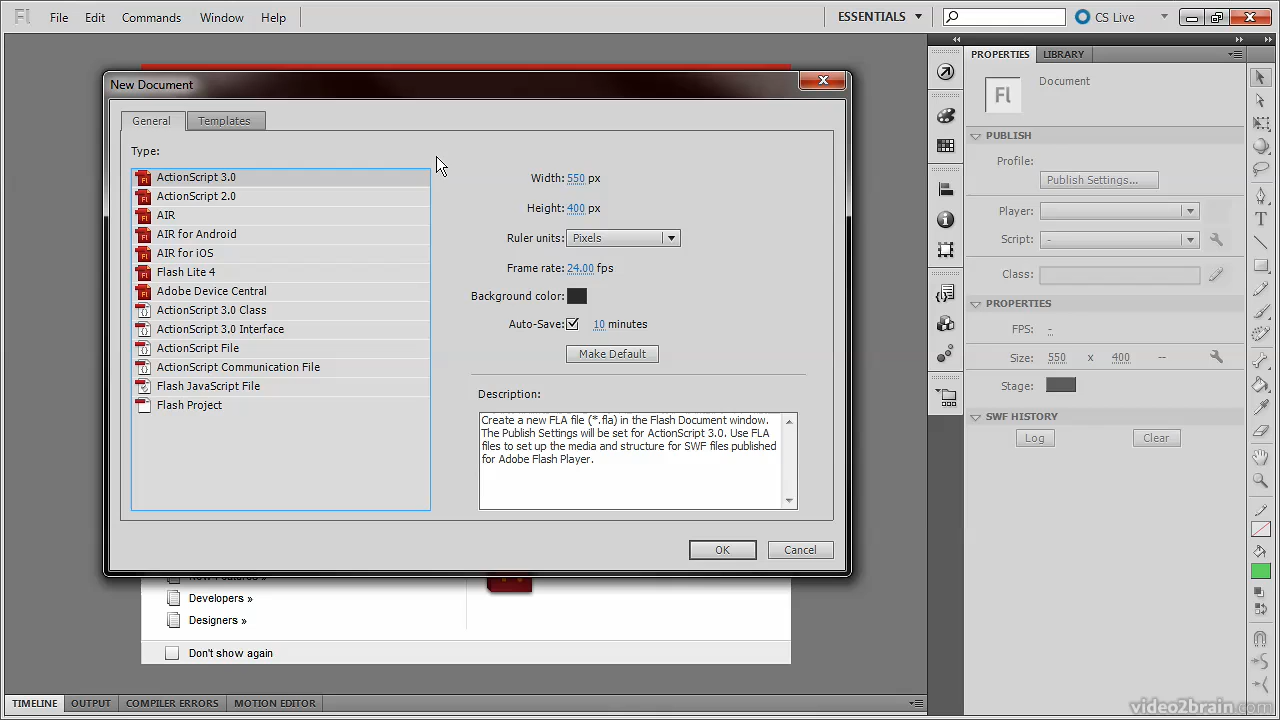 Fl File Edit Commands Window Help ESSENTIALS CS Live
New Document
General Templates
Type:
ActionScript 3.0
ActionScript 2.0
AIR
AIR for Android
AIR for iOS
Flash Lite 4
Adobe Device Central
ActionScript 3.0 Class
ActionScript 3.0 Interface
ActionScript File
ActionScript Communication File
Flash JavaScript File
Flash Project
Width: 550 px
Height: 400 px
Ruler units: Pixels
Frame rate: 24.00 fps
Background color:
Auto-Save: 10 minutes
Make Default
Description:
Create a new FLA file (*.fla) in the Flash Document window.
The Publish Settings will be set for ActionScript 3.0. Use FLA
files to set up the media and structure for SWF files published
for Adobe Flash Player.
OK Cancel
New Features »
Developers »
Designers »
Don't show again
PROPERTIES LIBRARY
Fl Document
PUBLISH
Profile:
Publish Settings...
Player:
Script: -
Class:
PROPERTIES
FPS: -
Size: 550 x 400 --
Stage:
SWF HISTORY
Log Clear
TIMELINE OUTPUT COMPILER ERRORS MOTION EDITOR
video2brain.com